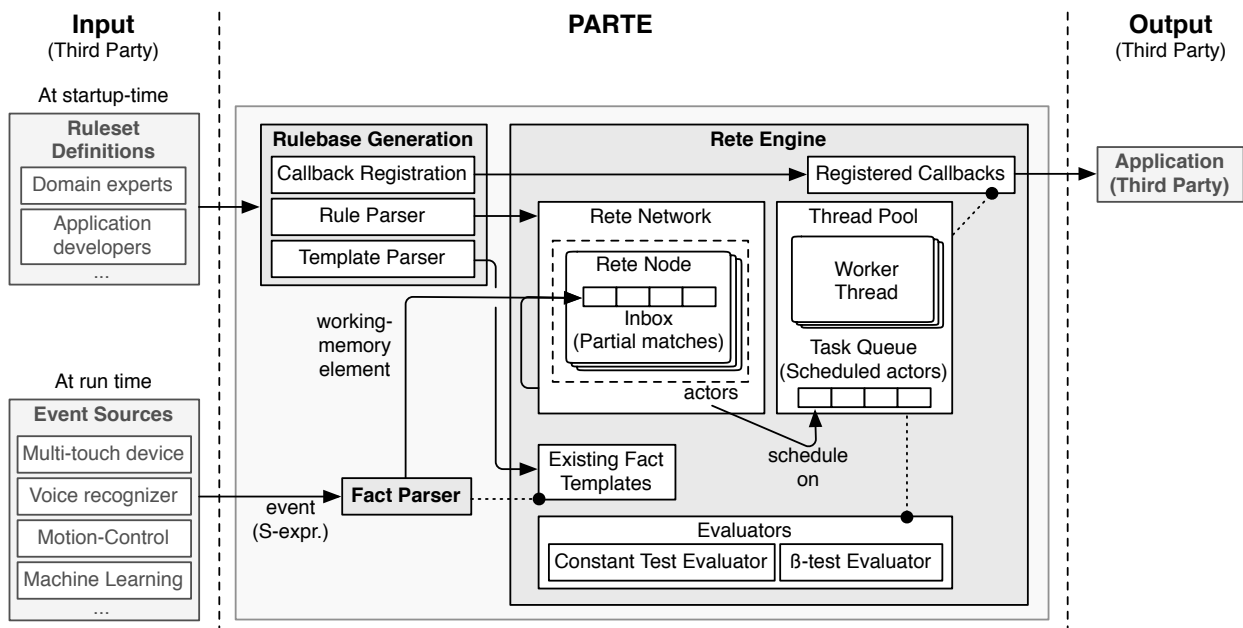 Input
(Third Party)
PARTE
Output
(Third Party)
At startup-time
Ruleset
Definitions
Domain experts
Application
developers
...
Rulebase Generation
Callback Registration
Rule Parser
Template Parser
Rete Engine
Registered Callbacks
Application
(Third Party)
Rete Network
Rete Node
Inbox
(Partial matches)
actors
Thread Pool
Worker
Thread
Task Queue
(Scheduled actors)
working-
memory
element
schedule
on
At run time
Event Sources
Multi-touch device
Voice recognizer
Motion-Control
Machine Learning
...
event
(S-expr.)
Fact Parser
Existing Fact
Templates
Evaluators
Constant Test Evaluator
ß-test Evaluator